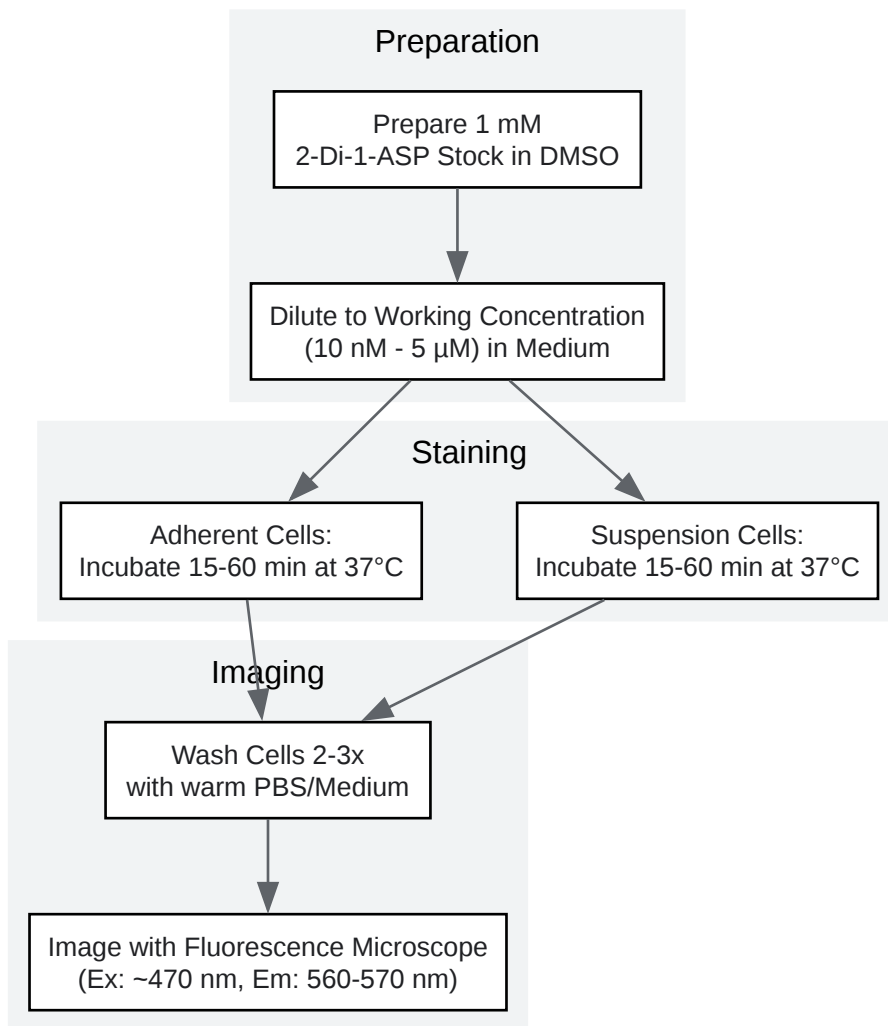 Preparation
Prepare 1 mM
2-Di-1-ASP Stock in DMSO
Dilute to Working Concentration
(10 nM - 5 µM) in Medium
Staining
Adherent Cells:
Incubate 15-60 min at 37°C
Suspension Cells:
Incubate 15-60 min at 37°C
Imaging
Wash Cells 2-3x
with warm PBS/Medium
Image with Fluorescence Microscope
(Ex: ~470 nm, Em: 560-570 nm)